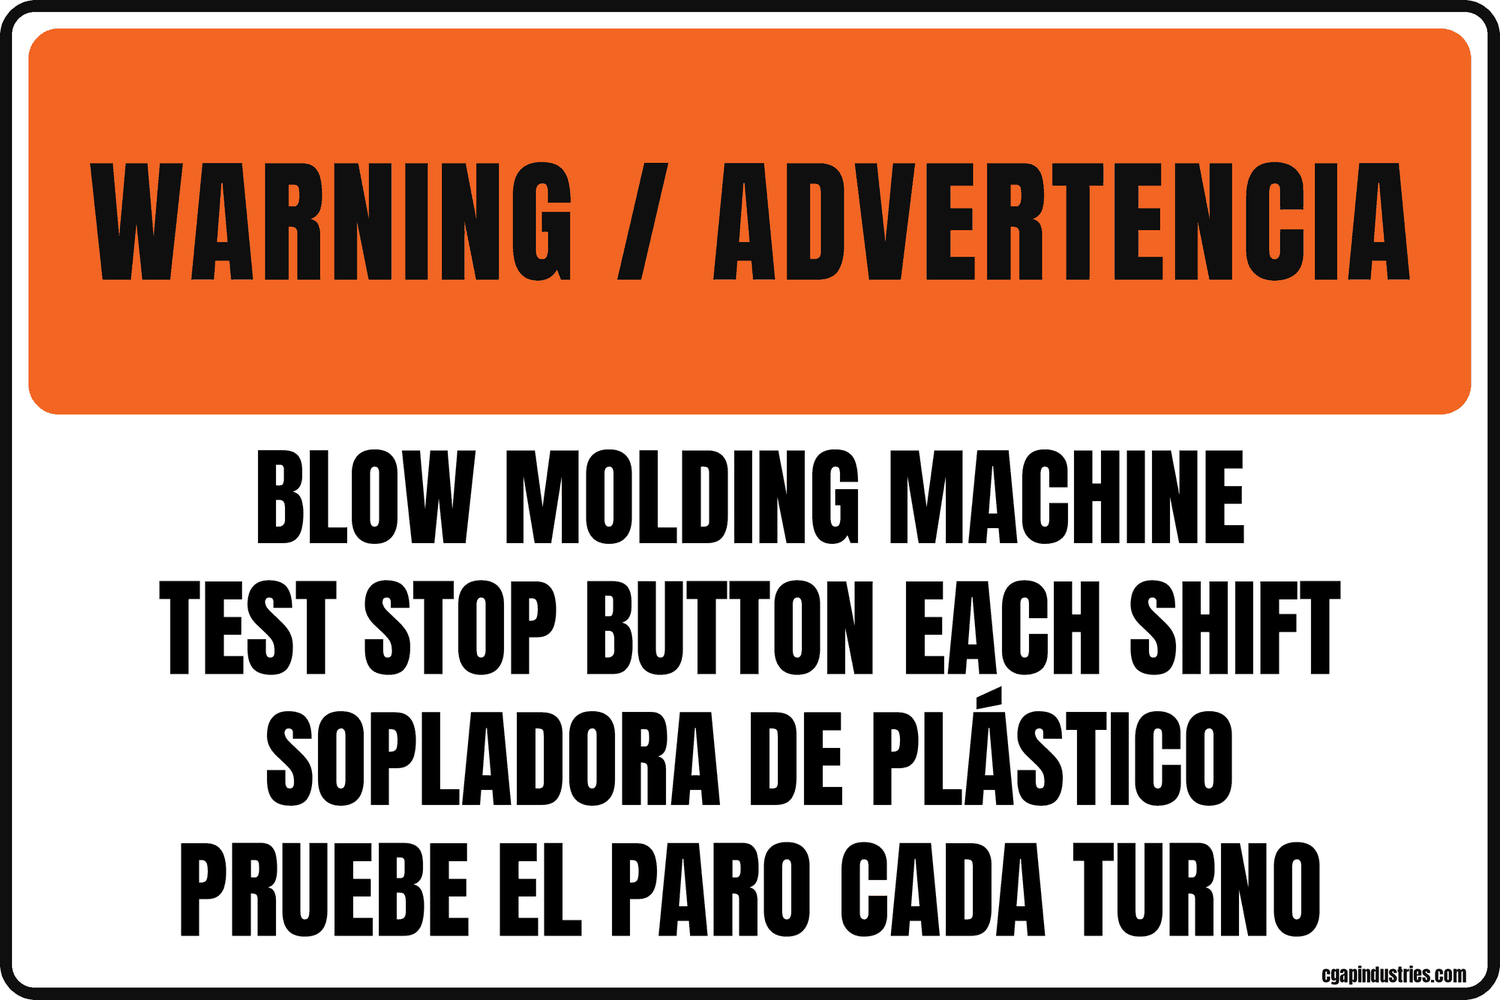 WARNING / ADVERTENCIA
BLOW MOLDING MACHINE
TEST STOP BUTTON EACH SHIFT
SOPLADORA DE PLÁSTICO
PRUEBE EL PARO CADA TURNO
cgapindustries.com